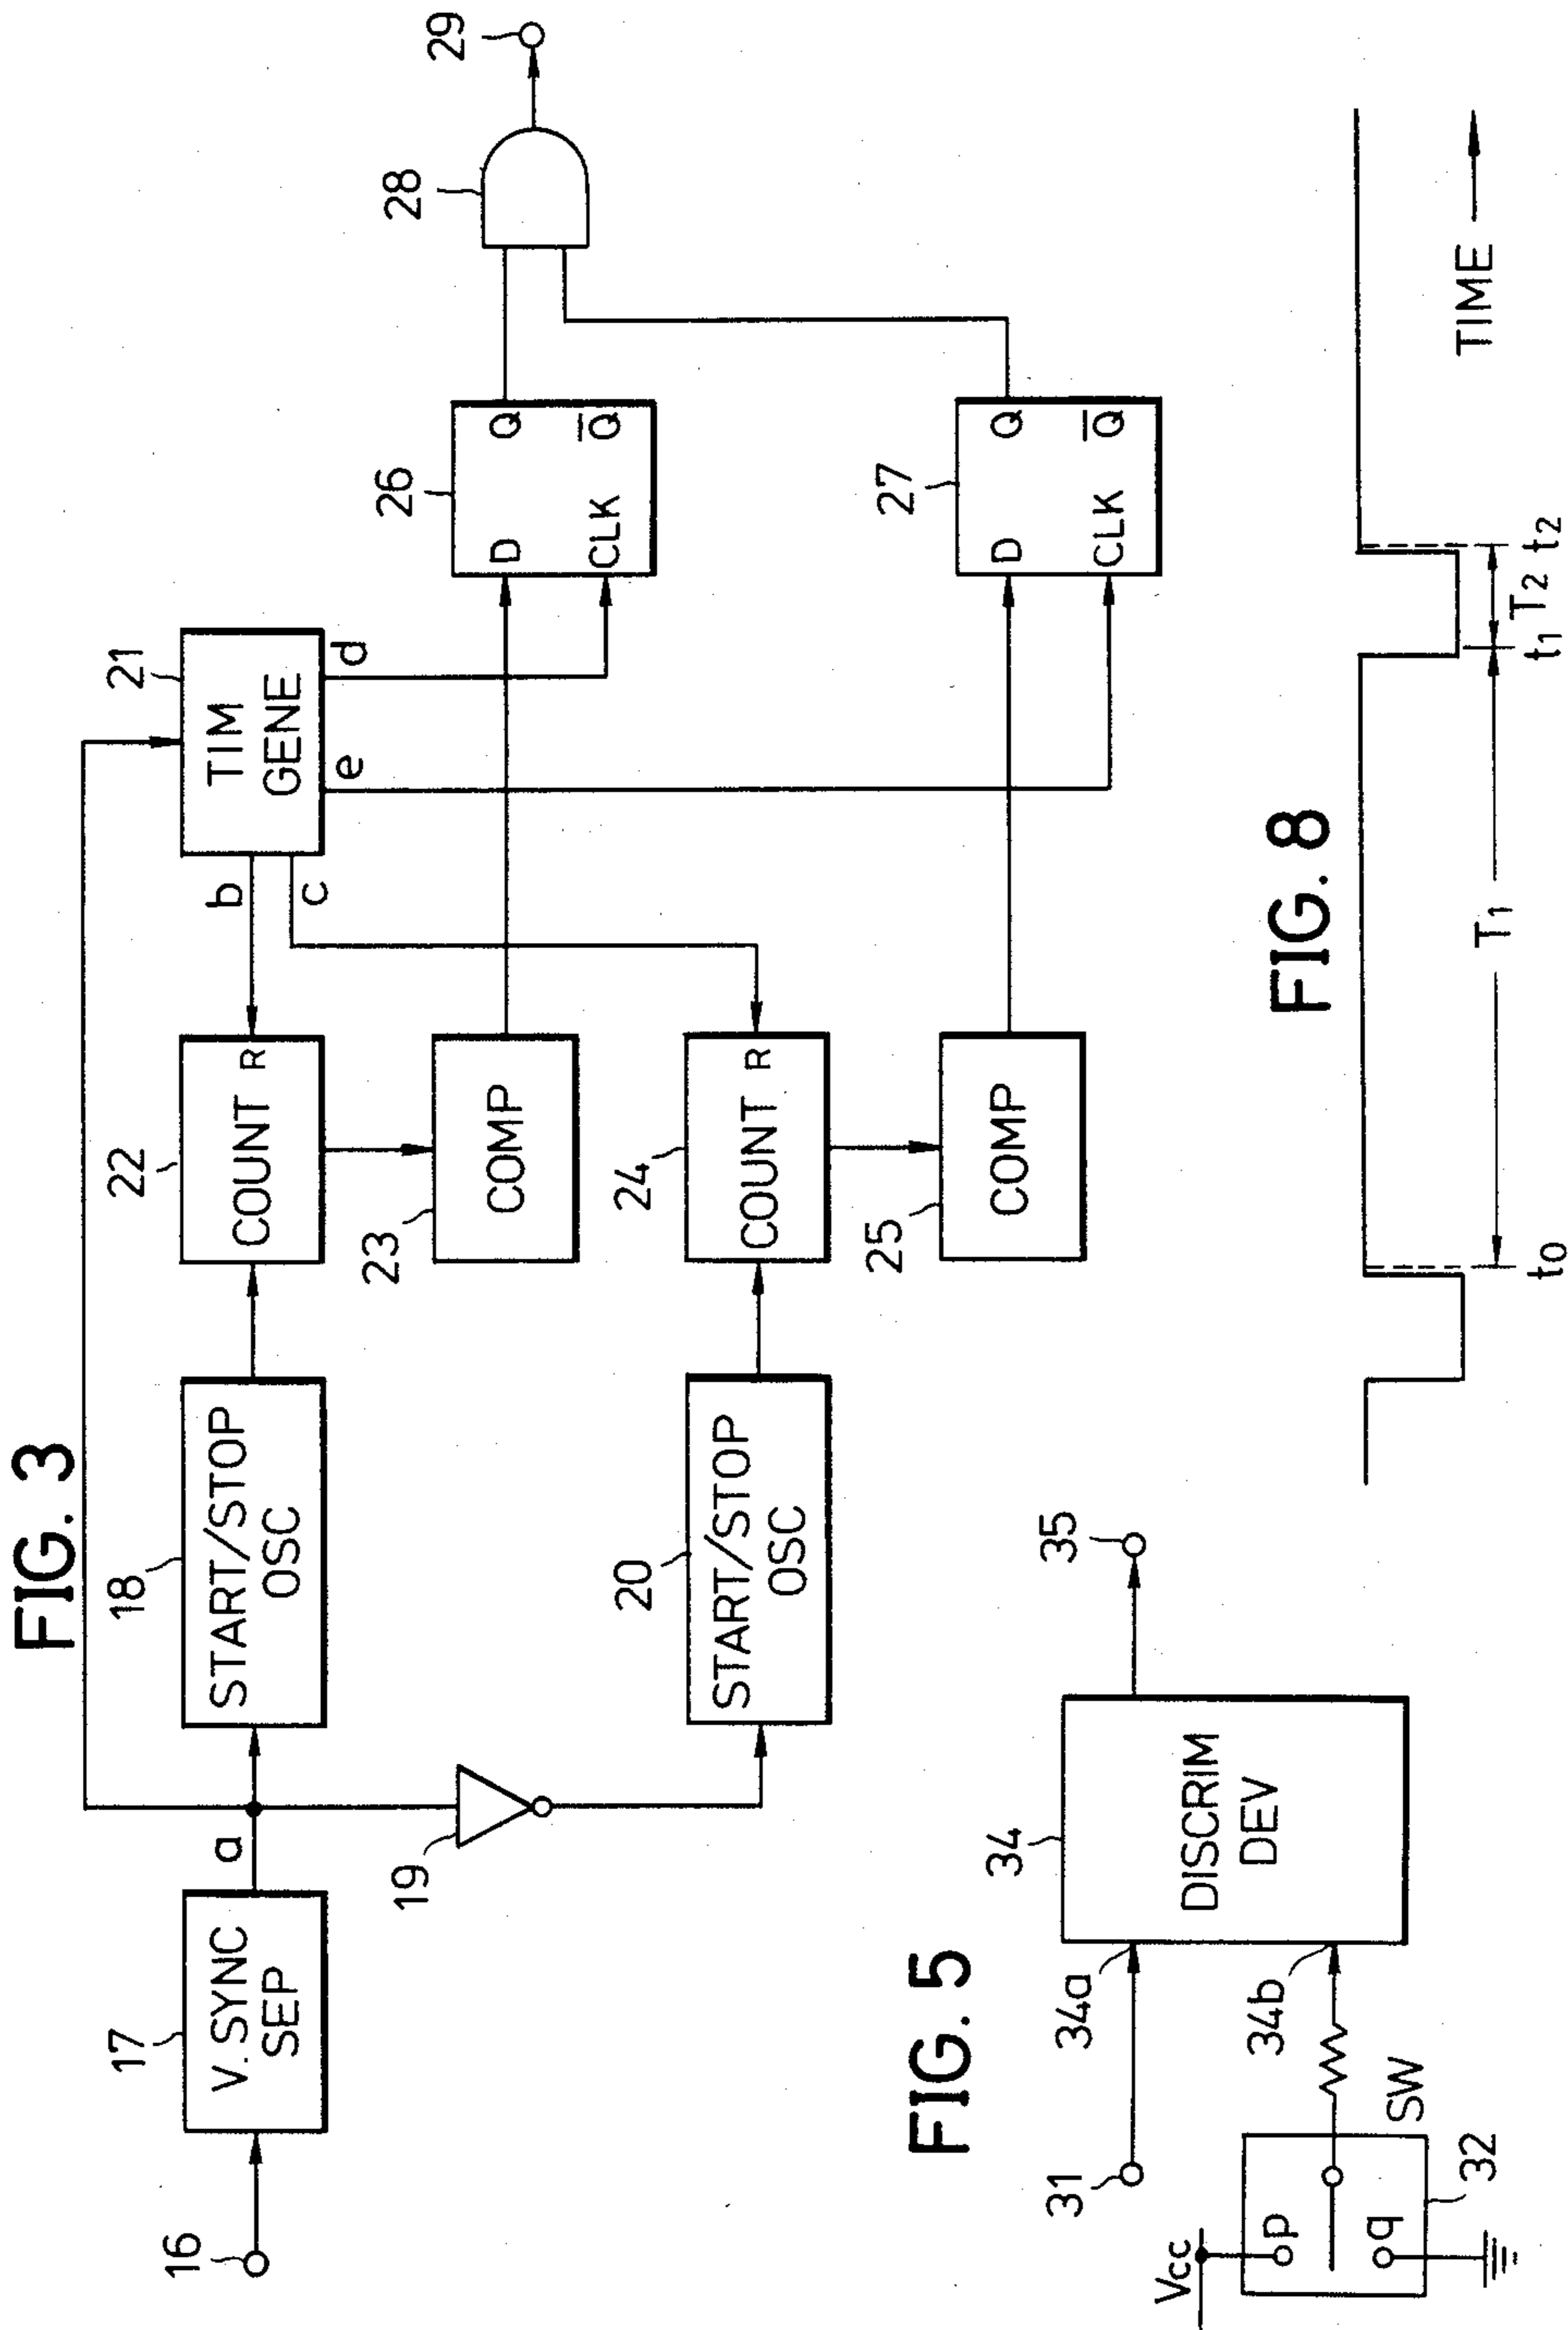 FIG. 3
16
17
V.SYNC
SEP
a
18
START/STOP
OSC
19
20
START/STOP
OSC
21
TIM
GENE
b
c
d
e
22
COUNT R
23
COMP
24
COUNT R
25
COMP
26
D Q
CLK Q̅
27
D Q
CLK Q̅
28
29
FIG. 5
31
34a
34
DISCRIM
DEV
35
34b
Vcc
p
q
SW
32
FIG. 8
t0
T1
t1
T2
t2
TIME